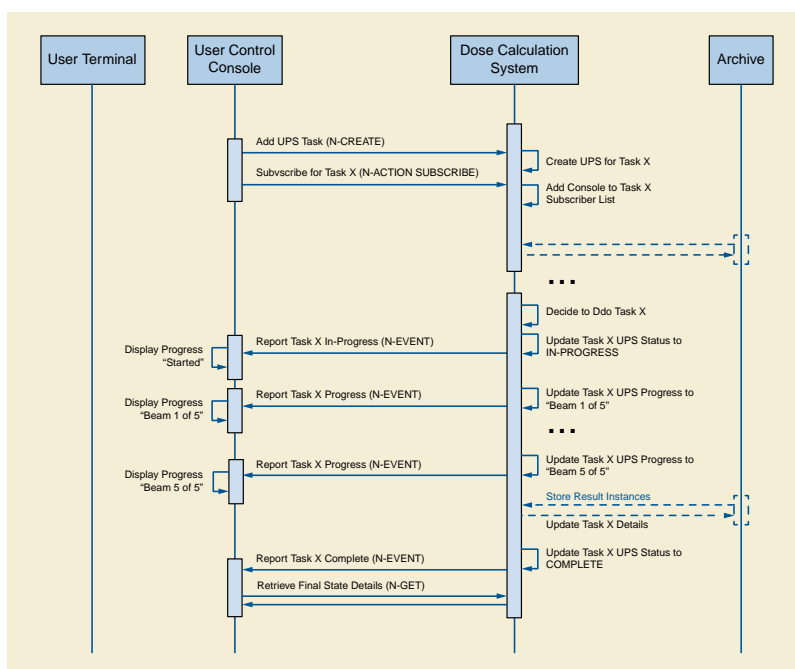 User Terminal
User Control
Console
Dose Calculation
System
Archive
Add UPS Task (N-CREATE)
Create UPS for Task X
Subvscribe for Task X (N-ACTION SUBSCRIBE)
Add Console to Task X
Subscriber List
...
Decide to Ddo Task X
Report Task X In-Progress (N-EVENT)
Update Task X UPS Status to
IN-PROGRESS
Display Progress
“Started”
Report Task X Progress (N-EVENT)
Update Task X UPS Progress to
“Beam 1 of 5”
Display Progress
“Beam 1 of 5”
...
Report Task X Progress (N-EVENT)
Update Task X UPS Progress to
“Beam 5 of 5”
Display Progress
“Beam 5 of 5”
Store Result Instances
Update Task X Details
Report Task X Complete (N-EVENT)
Update Task X UPS Status to
COMPLETE
Retrieve Final State Details (N-GET)